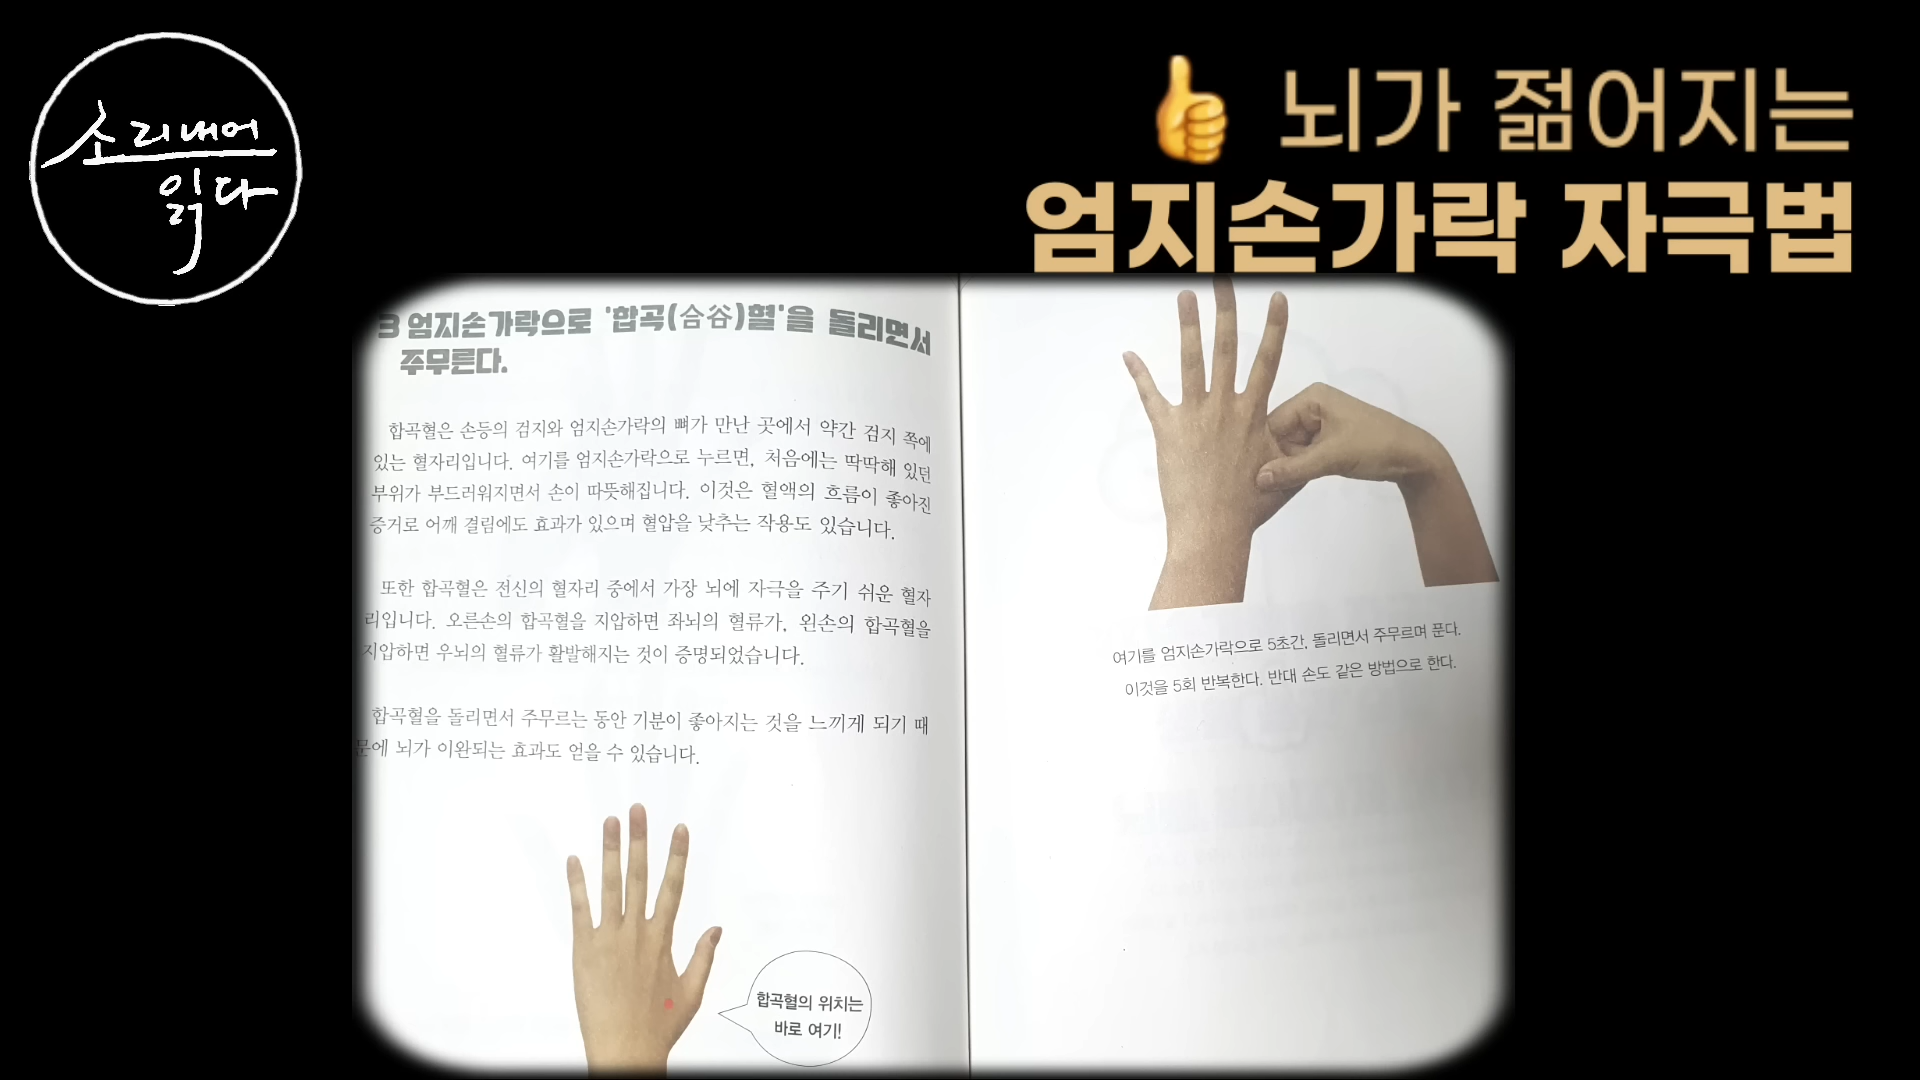 소리내어
읽다
👍 뇌가 젊어지는
엄지손가락 자극법
3 엄지손가락으로 '합곡(合谷)혈'을 돌리면서
주무른다.
합곡혈은 손등의 검지와 엄지손가락의 뼈가 만난 곳에서 약간 검지 쪽에
있는 혈자리입니다. 여기를 엄지손가락으로 누르면, 처음에는 딱딱해 있던
부위가 부드러워지면서 손이 따뜻해집니다. 이것은 혈액의 흐름이 좋아진
증거로 어깨 결림에도 효과가 있으며 혈압을 낮추는 작용도 있습니다.
또한 합곡혈은 전신의 혈자리 중에서 가장 뇌에 자극을 주기 쉬운 혈자
리입니다. 오른손의 합곡혈을 지압하면 좌뇌의 혈류가, 왼손의 합곡혈을
지압하면 우뇌의 혈류가 활발해지는 것이 증명되었습니다.
합곡혈을 돌리면서 주무르는 동안 기분이 좋아지는 것을 느끼게 되기 때
문에 뇌가 이완되는 효과도 얻을 수 있습니다.
합곡혈의 위치는
바로 여기!
여기를 엄지손가락으로 5초간, 돌리면서 주무르며 푼다.
이것을 5회 반복한다. 반대 손도 같은 방법으로 한다.